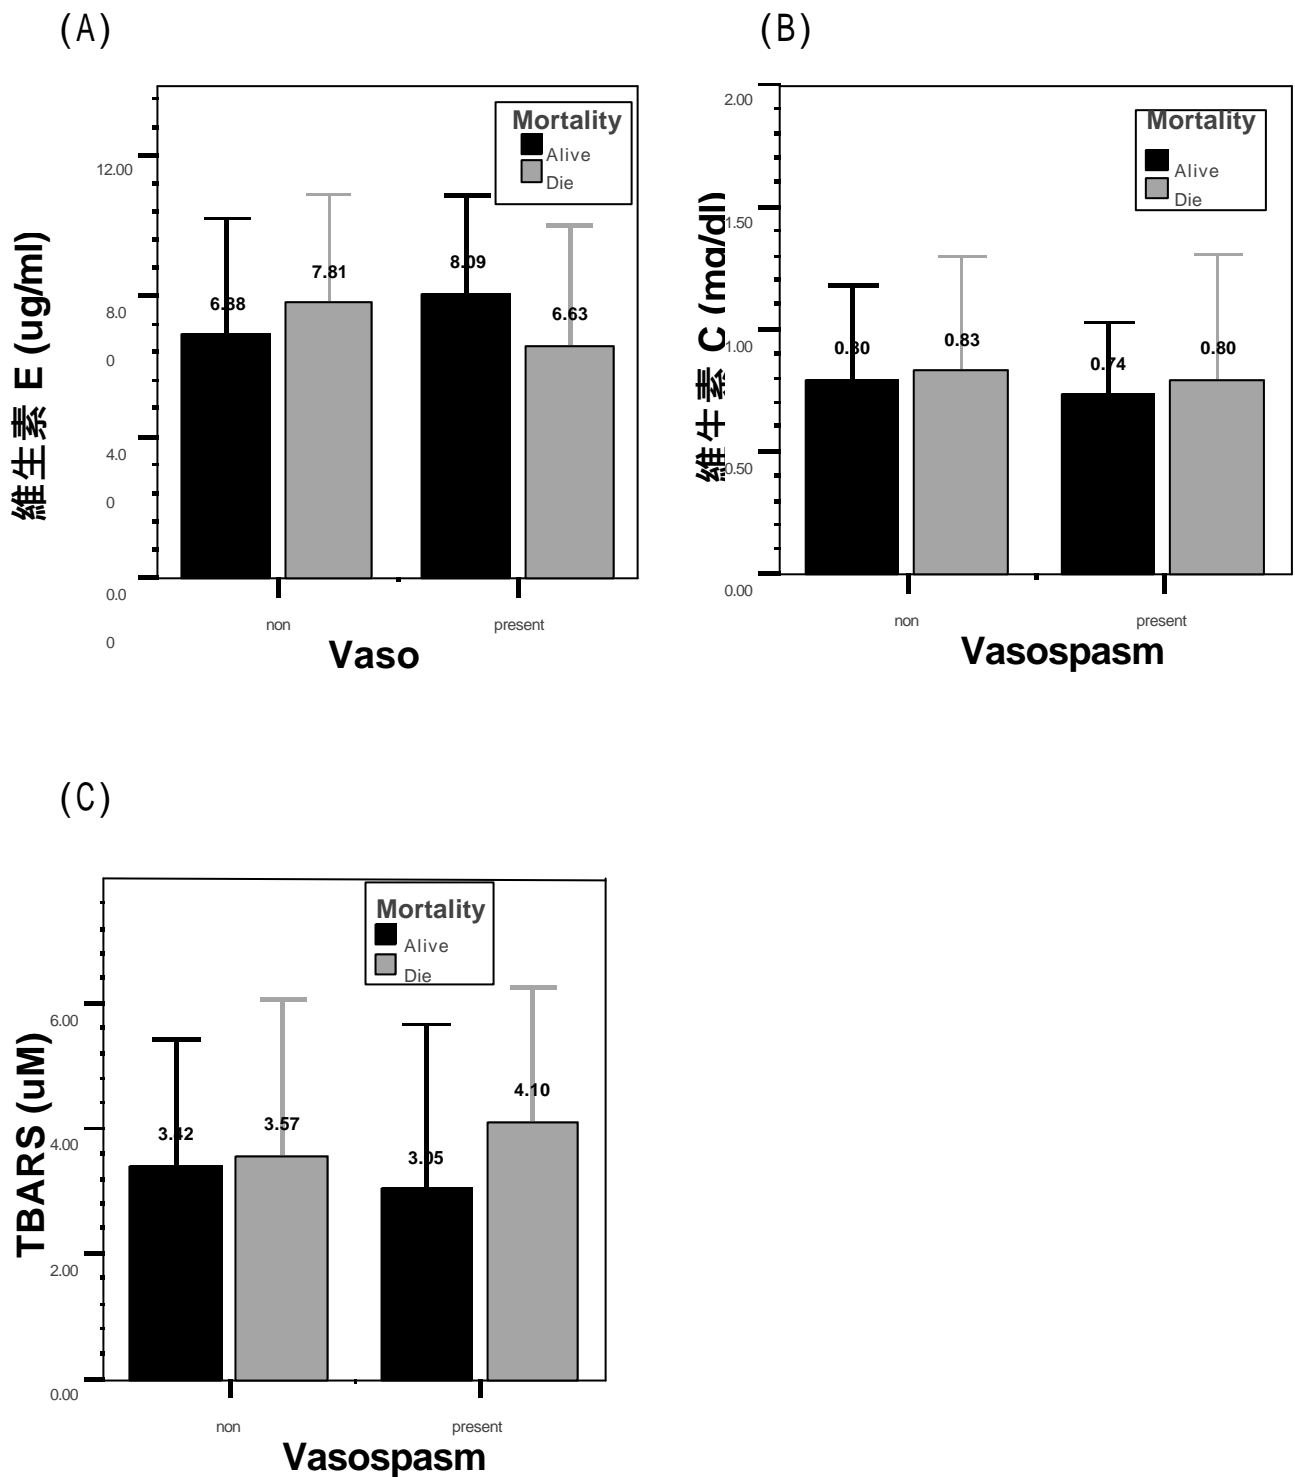 (A)
維生素 E (ug/ml)
12.00
8.0
0
4.0
0
0.0
0
Mortality
Alive
Die
6.88
7.81
8.09
6.63
non
present
Vaso
(B)
維生素 C (mg/dl)
2.00
1.50
1.00
0.50
0.00
Mortality
Alive
Die
0.80
0.83
0.74
0.80
non
present
Vasospasm
(C)
TBARS (uM)
6.00
4.00
2.00
0.00
Mortality
Alive
Die
3.42
3.57
3.05
4.10
non
present
Vasospasm